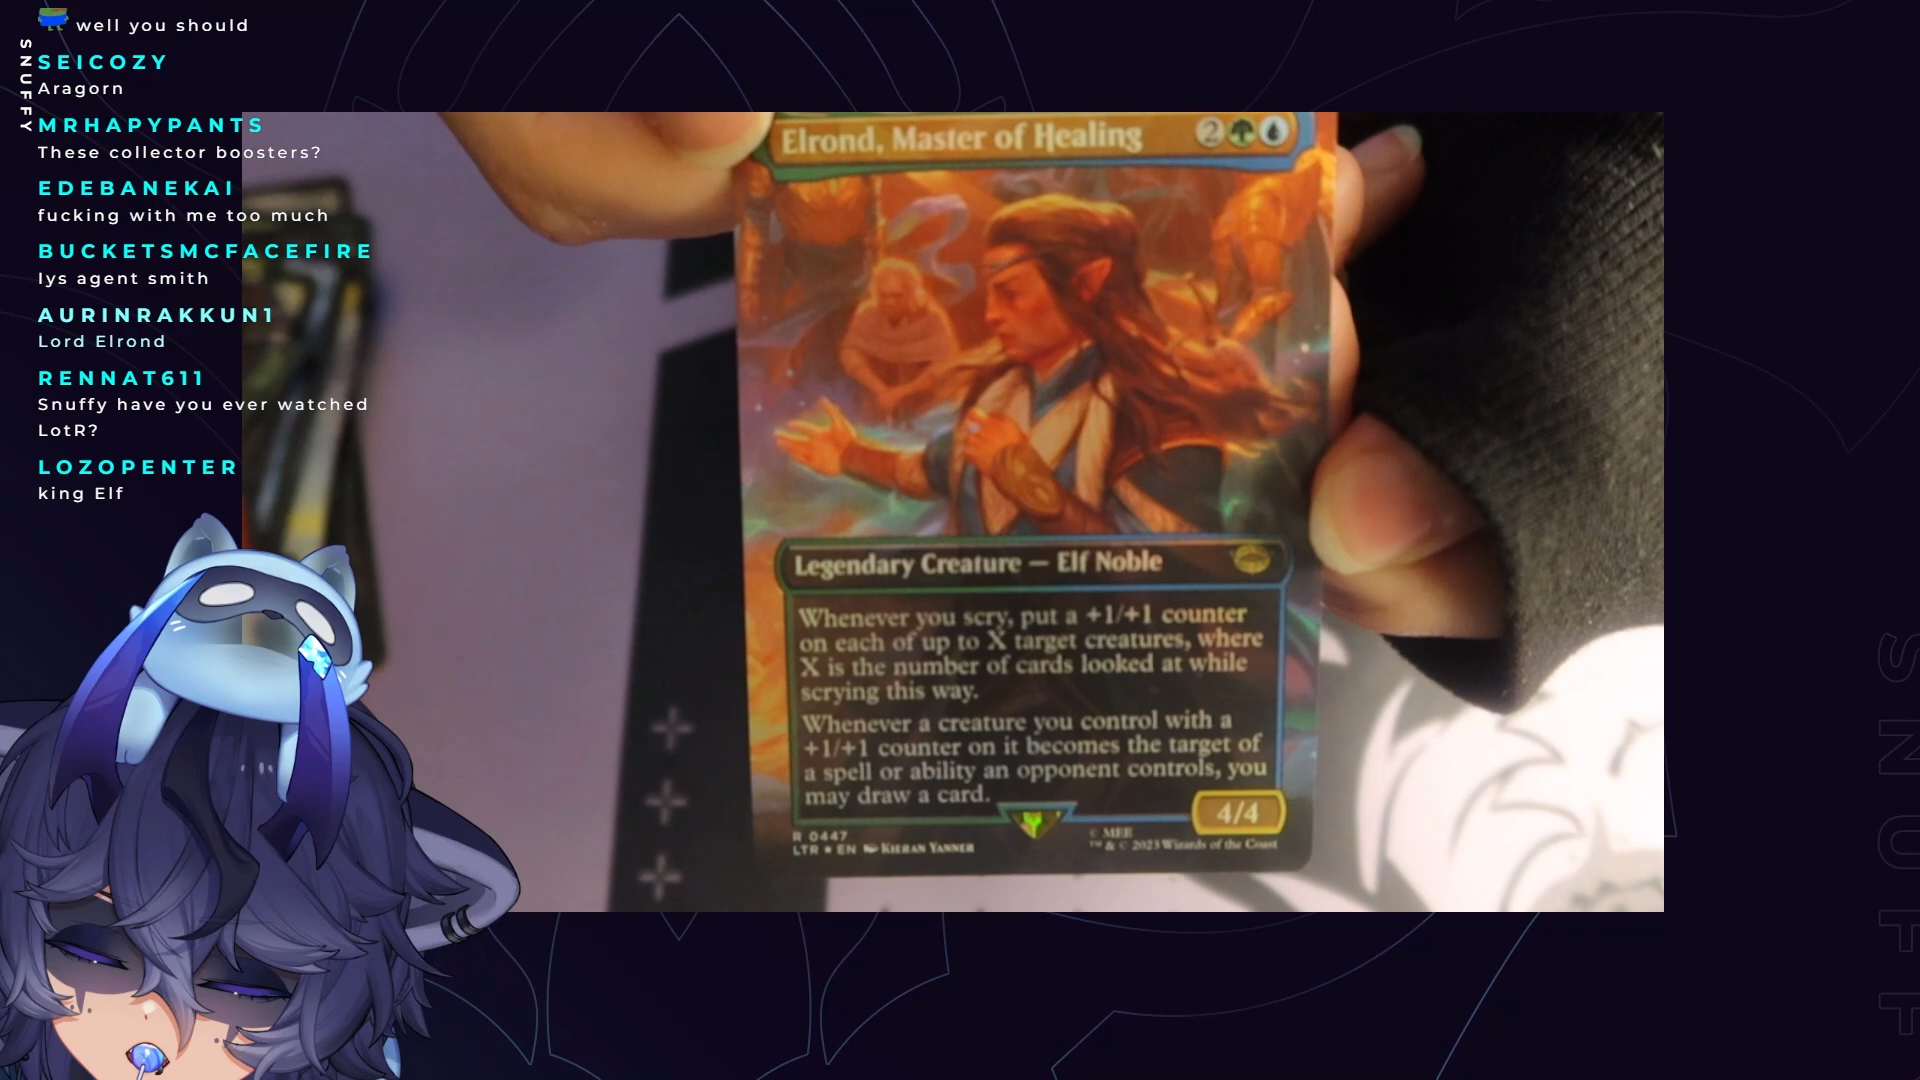 well you should
SNUFFY
SEICOZY
Aragorn
MRHAPYPANTS
These collector boosters?
EDEBANEKAI
fucking with me too much
BUCKETSMCFACEFIRE
lys agent smith
AURINRAKKUN1
Lord Elrond
RENNAT611
Snuffy have you ever watched
LotR?
LOZOPENTER
king Elf
Elrond, Master of Healing
2
Legendary Creature — Elf Noble
Whenever you scry, put a +1/+1 counter
on each of up to X target creatures, where
X is the number of cards looked at while
scrying this way.
Whenever a creature you control with a
+1/+1 counter on it becomes the target of
a spell or ability an opponent controls, you
may draw a card.
4/4
R 0447
LTR ★ EN KIERAN YANNER
© MEE
™ & © 2023 Wizards of the Coast
SNUFF